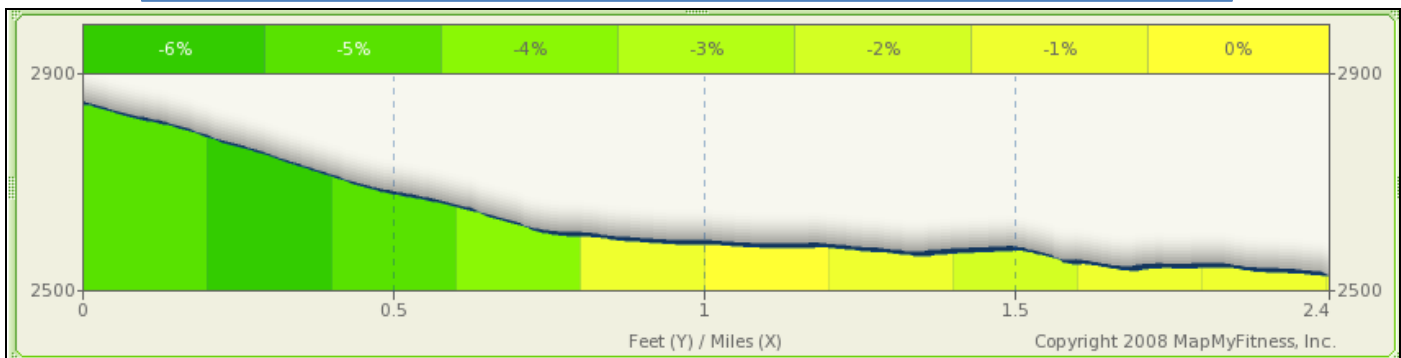 -6% -5% -4% -3% -2% -1% 0%
2900 2900
2500 2500
0 0.5 1 1.5 2.4
Feet (Y) / Miles (X) Copyright 2008 MapMyFitness, Inc.